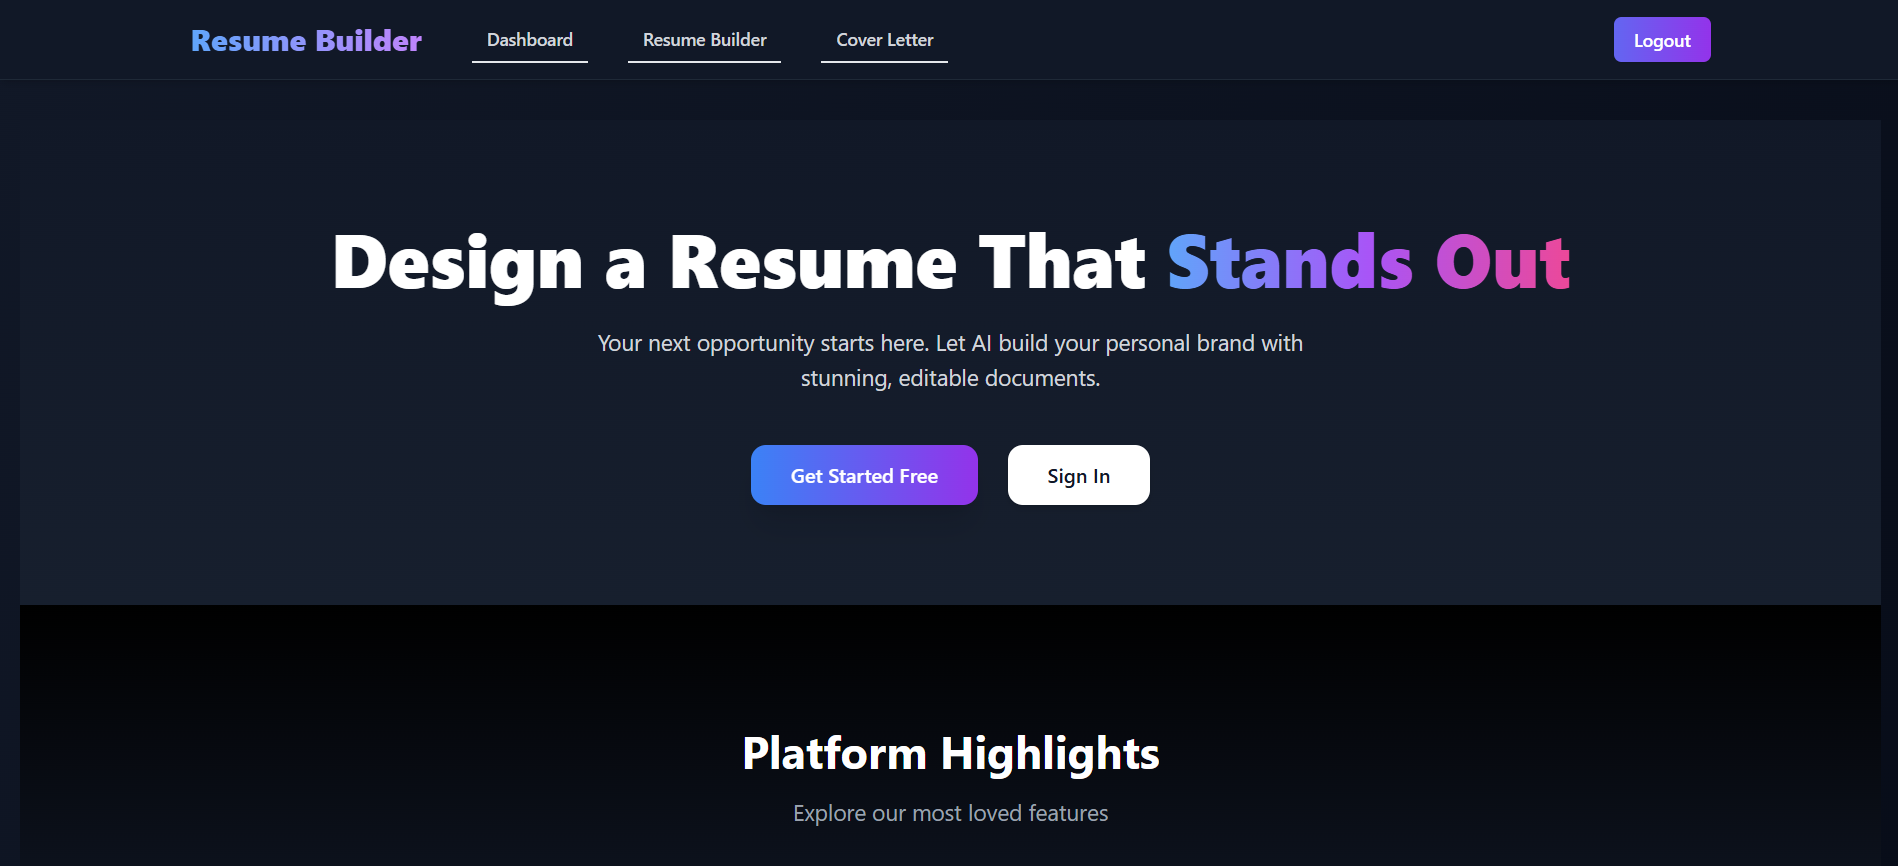 Resume Builder
Dashboard
Resume Builder
Cover Letter
Logout
Design a Resume That Stands Out
Your next opportunity starts here. Let AI build your personal brand with
stunning, editable documents.
Get Started Free
Sign In
Platform Highlights
Explore our most loved features